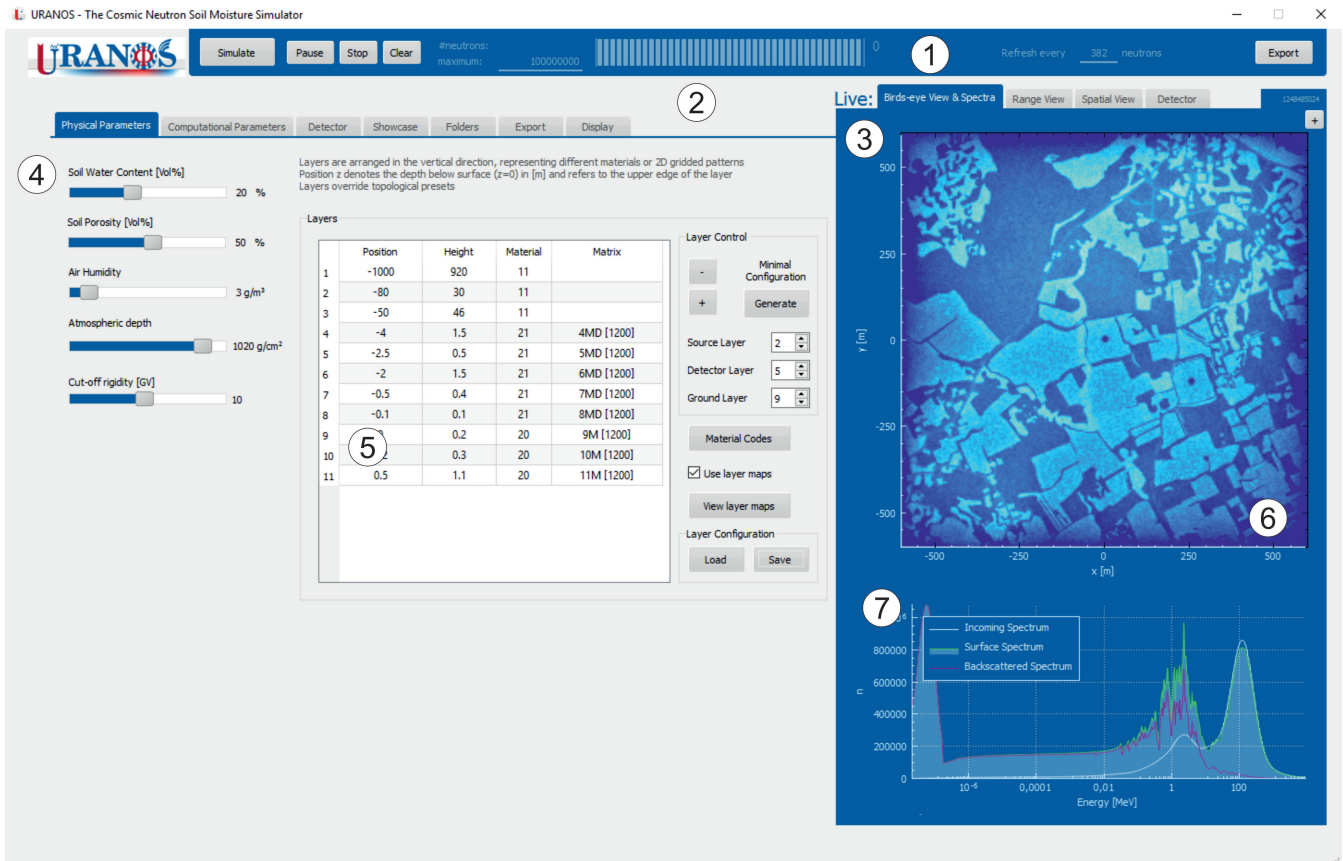 URANOS - The Cosmic Neutron Soil Moisture Simulator
URANOS
Simulate
Pause
Stop
Clear
#neutrons:
maximum: 100000000
0
1
Refresh every 382 neutrons
Export
2
Live:
Birds-eye View & Spectra
Range View
Spatial View
Detector
1248485024
+
Physical Parameters
Computational Parameters
Detector
Showcase
Folders
Export
Display
3
4
Soil Water Content [Vol%]
20 %
Soil Porosity [Vol%]
50 %
Air Humidity
3 g/m³
Atmospheric depth
1020 g/cm²
Cut-off rigidity [GV]
10
Layers are arranged in the vertical direction, representing different materials or 2D gridded patterns
Position z denotes the depth below surface (z=0) in [m] and refers to the upper edge of the layer
Layers override topological presets
Layers
Position Height Material Matrix
1 -1000 920 11
2 -80 30 11
3 -50 46 11
4 -4 1.5 21 4MD [1200]
5 -2.5 0.5 21 5MD [1200]
6 -2 1.5 21 6MD [1200]
7 -0.5 0.4 21 7MD [1200]
8 -0.1 0.1 21 8MD [1200]
9 0.2 20 9M [1200]
10 0.3 20 10M [1200]
11 0.5 1.1 20 11M [1200]
5
Layer Control
-
Minimal
Configuration
+
Generate
Source Layer 2
Detector Layer 5
Ground Layer 9
Material Codes
Use layer maps
View layer maps
Layer Configuration
Load
Save
500
250
0
-250
-500
y [m]
-500 -250 0 250 500
x [m]
6
7
Incoming Spectrum
Surface Spectrum
Backscattered Spectrum
800000
600000
400000
200000
0
n
10⁻⁶ 0,0001 0,01 1 100
Energy [MeV]